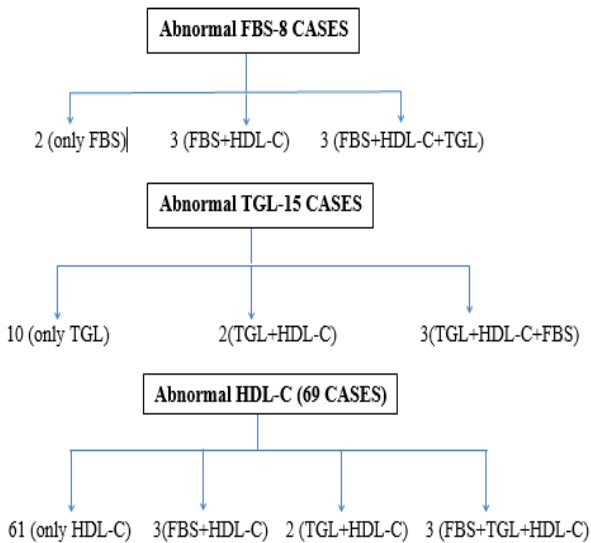 Abnormal FBS-8 CASES
2 (only FBS)   3 (FBS+HDL-C)   3 (FBS+HDL-C+TGL)
Abnormal TGL-15 CASES
10 (only TGL)   2(TGL+HDL-C)   3(TGL+HDL-C+FBS)
Abnormal HDL-C (69 CASES)
61 (only HDL-C)   3(FBS+HDL-C)   2 (TGL+HDL-C)   3 (FBS+TGL+HDL-C)